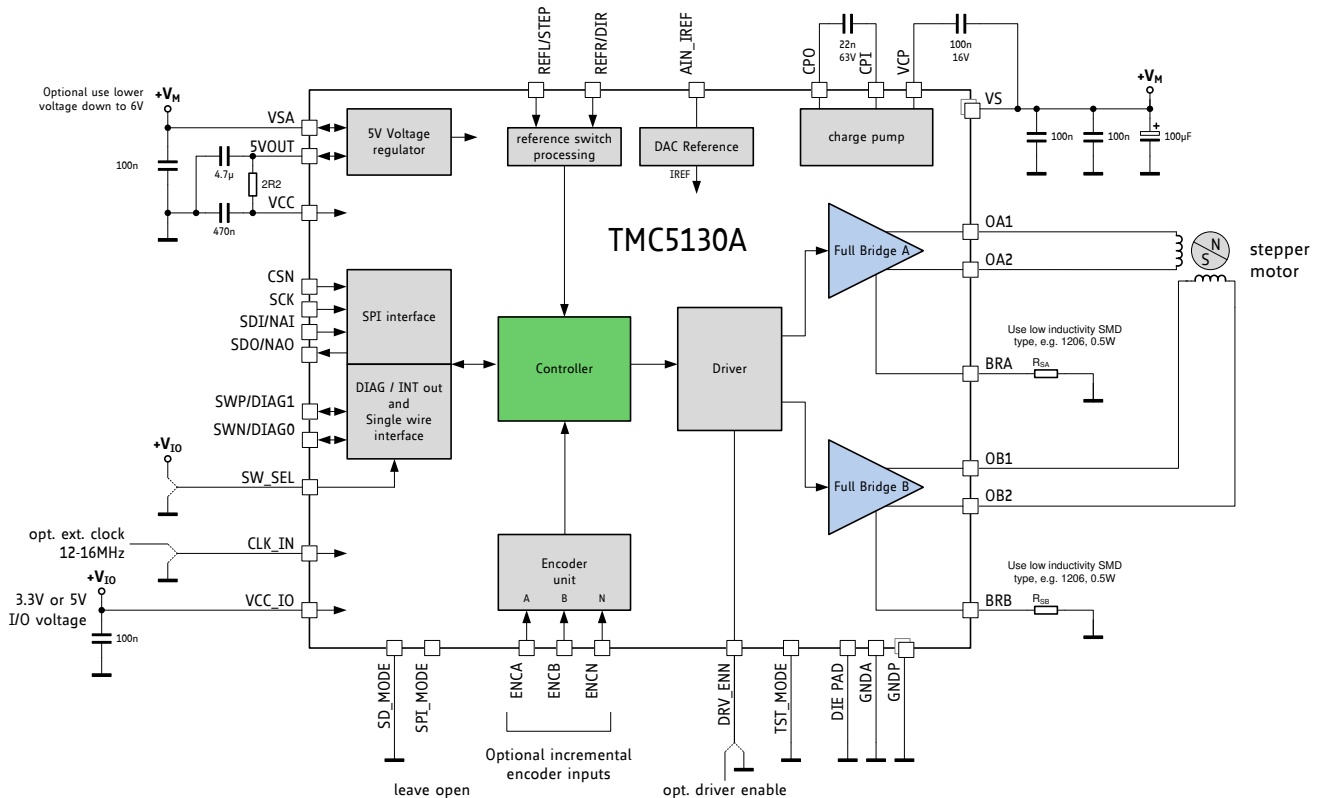 REFL/STEP
REFR/DIR
AIN_IREF
CPO
22n
63V
CPI
VCP
100n
16V
Optional use lower
voltage down to 6V
+VM
VSA
5VOUT
100n
4.7µ
2R2
VCC
470n
5V Voltage
regulator
reference switch
processing
DAC Reference
IREF
charge pump
VS
+VM
100n
100n
+
100µF
TMC5130A
Full Bridge A
OA1
OA2
N
S
stepper
motor
CSN
SCK
SDI/NAI
SDO/NAO
SPI interface
Controller
Driver
Use low inductivity SMD
type, e.g. 1206, 0.5W
BRA
RSA
DIAG / INT out
and
Single wire
interface
SWP/DIAG1
SWN/DIAG0
+VIO
SW_SEL
Full Bridge B
OB1
OB2
opt. ext. clock
12-16MHz
CLK_IN
+VIO
3.3V or 5V
I/O voltage
VCC_IO
100n
Encoder
unit
A
B
N
Use low inductivity SMD
type, e.g. 1206, 0.5W
BRB
RSB
SD_MODE
SPI_MODE
ENCA
ENCB
ENCN
DRV_ENN
TST_MODE
DIE PAD
GNDA
GNDP
Optional incremental
encoder inputs
leave open
opt. driver enable